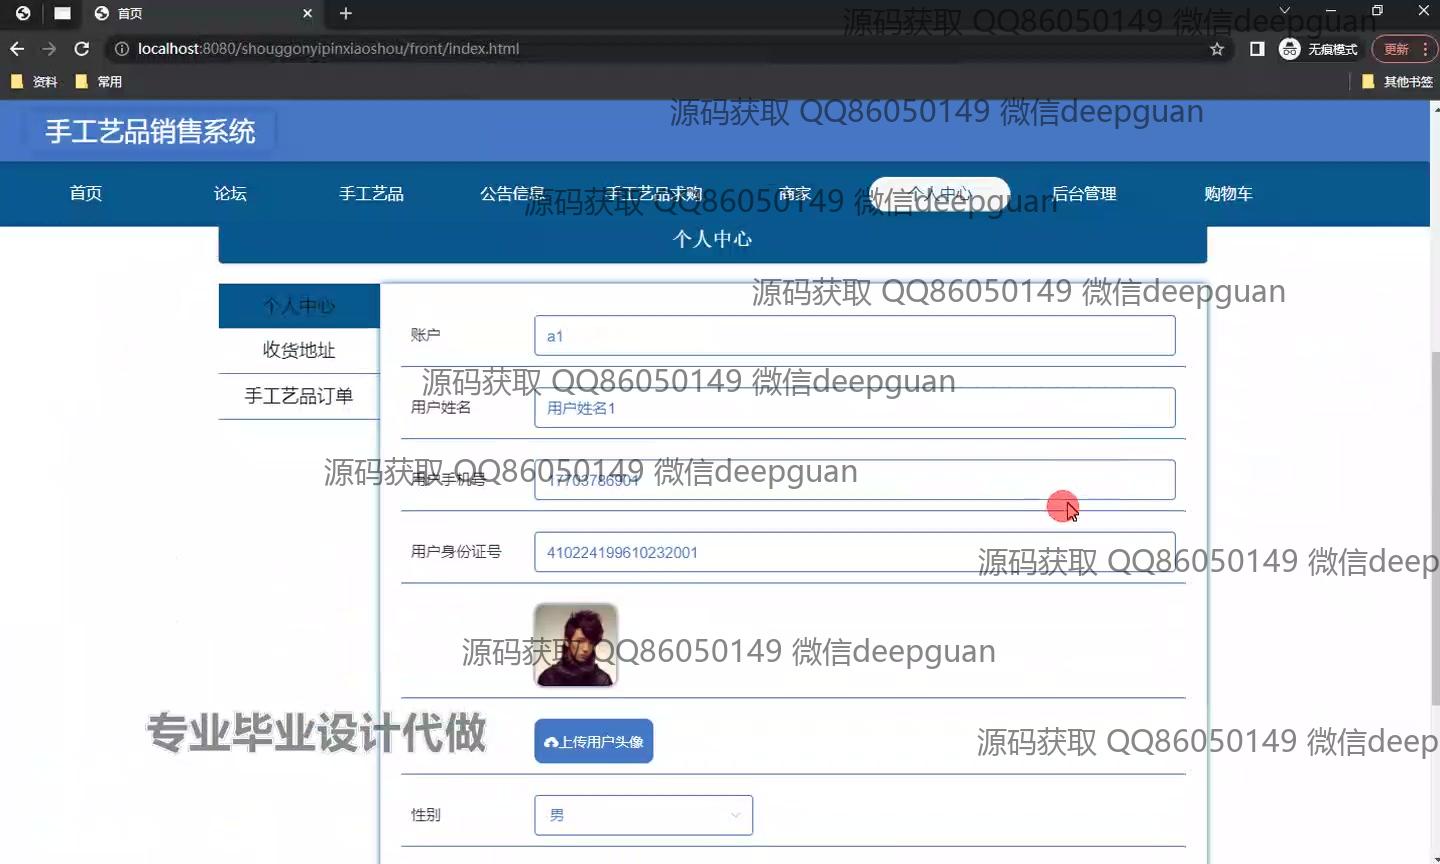 首页
源码获取 QQ86050149 微信deepguan
localhost:8080/shouggonyipinxiaoshou/front/index.html
无痕模式
更新
资料
常用
其他书签
手工艺品销售系统
源码获取 QQ86050149 微信deepguan
首页 论坛 手工艺品 公告信息 手工艺品求购 商家 个人中心 后台管理 购物车
源码获取 QQ86050149 微信deepguan
个人中心
源码获取 QQ86050149 微信deepguan
个人中心
收货地址
手工艺品订单
账户 a1
源码获取 QQ86050149 微信deepguan
用户姓名 用户姓名1
源码获取 QQ86050149 微信deepguan
用户手机号 17703786901
用户身份证号 410224199610232001
源码获取 QQ86050149 微信deep
源码获取 QQ86050149 微信deepguan
专业毕业设计代做
上传用户头像
源码获取 QQ86050149 微信deep
性别 男